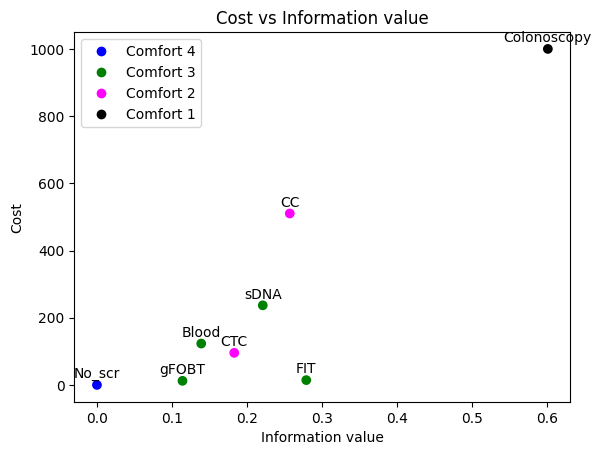 Cost vs Information value
Comfort 4
Comfort 3
Comfort 2
Comfort 1
Colonoscopy
CC
sDNA
Blood
CTC
FIT
gFOBT
No_scr
1000
800
600
400
200
0
Cost
0.0 0.1 0.2 0.3 0.4 0.5 0.6
Information value